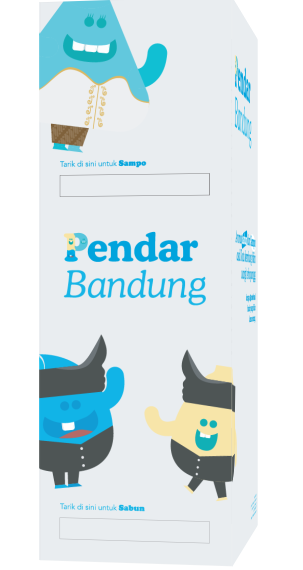 Tarik di sini untuk Sampo
Pendar
Bandung
Tarik di sini untuk Sabun
Pendar
Bandung